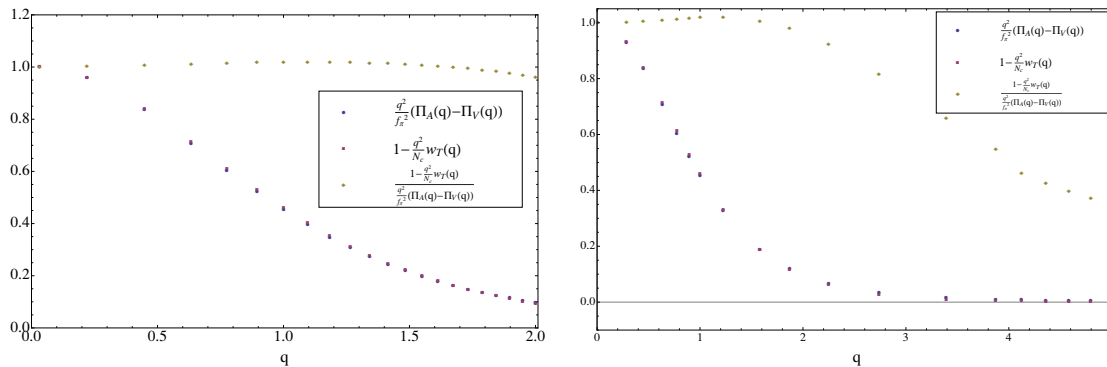 1.2
1.0
0.8
0.6
0.4
0.2
0.0
0.0
0.5
1.0
1.5
2.0
q
q²/f_π² (Π_A(q)−Π_V(q))
1−q²/N_c w_T(q)
1−q²/N_c w_T(q)
q²/f_π² (Π_A(q)−Π_V(q))
1.0
0.8
0.6
0.4
0.2
0.0
0
1
2
3
4
q
q²/f_π² (Π_A(q)−Π_V(q))
1−q²/N_c w_T(q)
1−q²/N_c w_T(q)
q²/f_π² (Π_A(q)−Π_V(q))